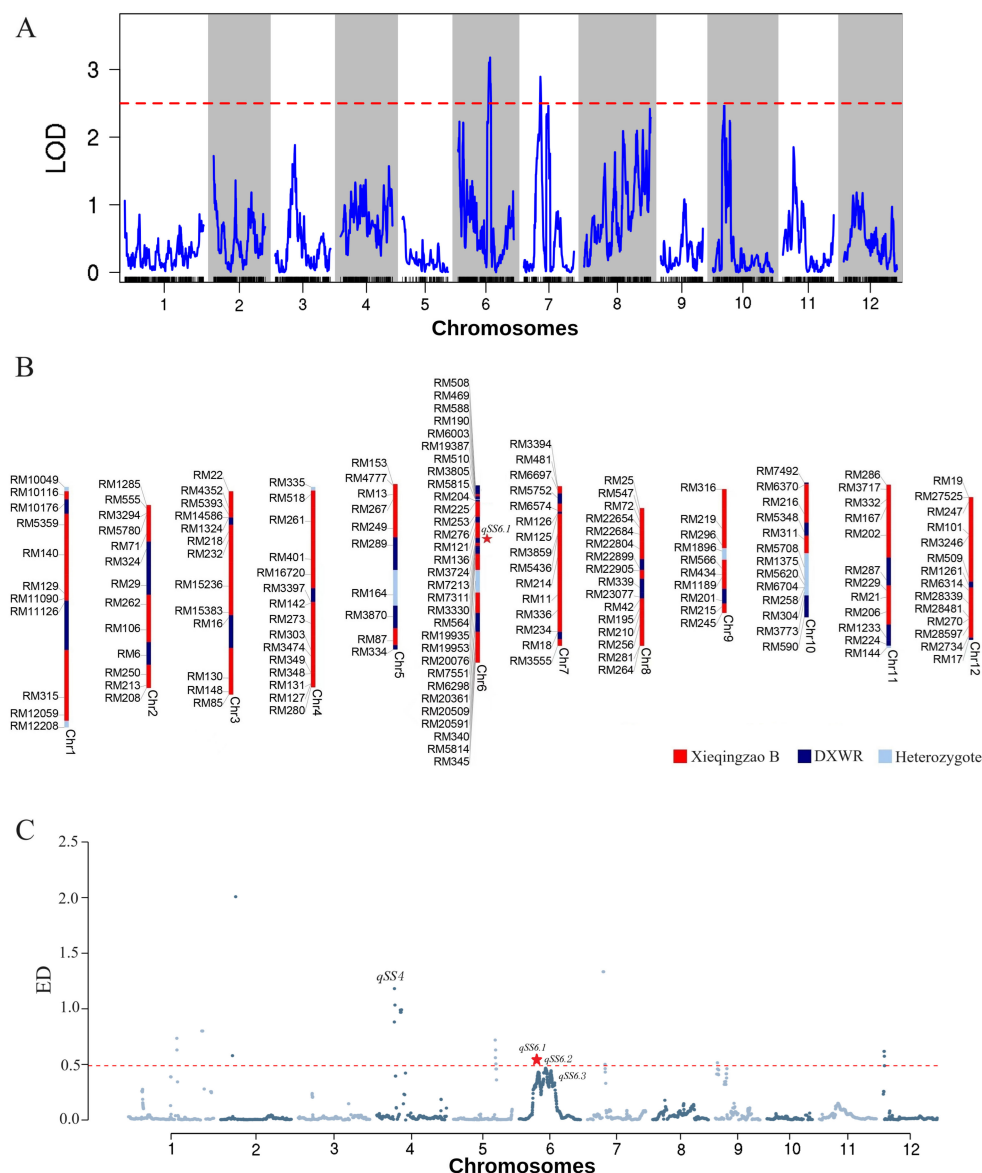 A
LOD
3
2
1
0
1 2 3 4 5 6 7 8 9 10 11 12
Chromosomes
B
RM10049
RM10116
RM10176
RM5359
RM140
RM129
RM11090
RM11126
RM315
RM12059
RM12208
Chr1
RM1285
RM555
RM3294
RM5780
RM71
RM324
RM29
RM262
RM106
RM6
RM250
RM213
RM208
Chr2
RM22
RM4352
RM5393
RM14586
RM1324
RM218
RM232
RM15236
RM15383
RM16
RM130
RM148
RM85
Chr3
RM335
RM518
RM261
RM401
RM16720
RM3397
RM142
RM273
RM303
RM3474
RM349
RM348
RM131
RM127
RM280
Chr4
RM153
RM4777
RM13
RM267
RM249
RM289
RM164
RM3870
RM87
RM334
Chr5
RM508
RM469
RM588
RM190
RM6003
RM19387
RM510
RM3805
RM5815
RM204
RM225
RM253
RM276
RM121
RM136
RM3724
RM7213
RM7311
RM3330
RM564
RM19935
RM19953
RM20076
RM7551
RM6298
RM20361
RM20509
RM20591
RM340
RM5814
RM345
qSS6.1
Chr6
RM3394
RM481
RM6697
RM5752
RM6574
RM126
RM125
RM3859
RM5436
RM214
RM11
RM336
RM234
RM18
RM3555
Chr7
RM25
RM547
RM72
RM22654
RM22684
RM22804
RM22899
RM22905
RM339
RM23077
RM42
RM195
RM210
RM256
RM281
RM264
Chr8
RM316
RM219
RM296
RM1896
RM566
RM434
RM1189
RM201
RM215
RM245
Chr9
RM7492
RM6370
RM216
RM5348
RM311
RM5708
RM1375
RM5620
RM6704
RM258
RM304
RM3773
RM590
Chr10
RM286
RM3717
RM332
RM167
RM202
RM287
RM229
RM21
RM206
RM1233
RM224
RM144
Chr11
RM19
RM27525
RM247
RM101
RM3246
RM509
RM1261
RM6314
RM28339
RM28481
RM270
RM28597
RM2734
RM17
Chr12
Xieqingzao B DXWR Heterozygote
C
ED
2.5
2.0
1.5
1.0
0.5
0.0
qSS4
qSS6.1
qSS6.2
qSS6.3
1 2 3 4 5 6 7 8 9 10 11 12
Chromosomes